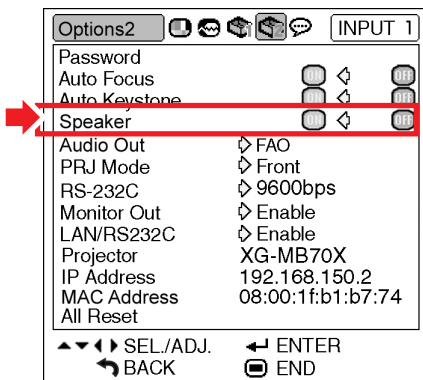 Options2 INPUT 1
Password
Auto Focus ON OFF
Auto Keystone ON OFF
Speaker ON OFF
Audio Out FAO
PRJ Mode Front
RS-232C 9600bps
Monitor Out Enable
LAN/RS232C Enable
Projector XG-MB70X
IP Address 192.168.150.2
MAC Address 08:00:1f:b1:b7:74
All Reset
SEL./ADJ. ENTER
BACK END